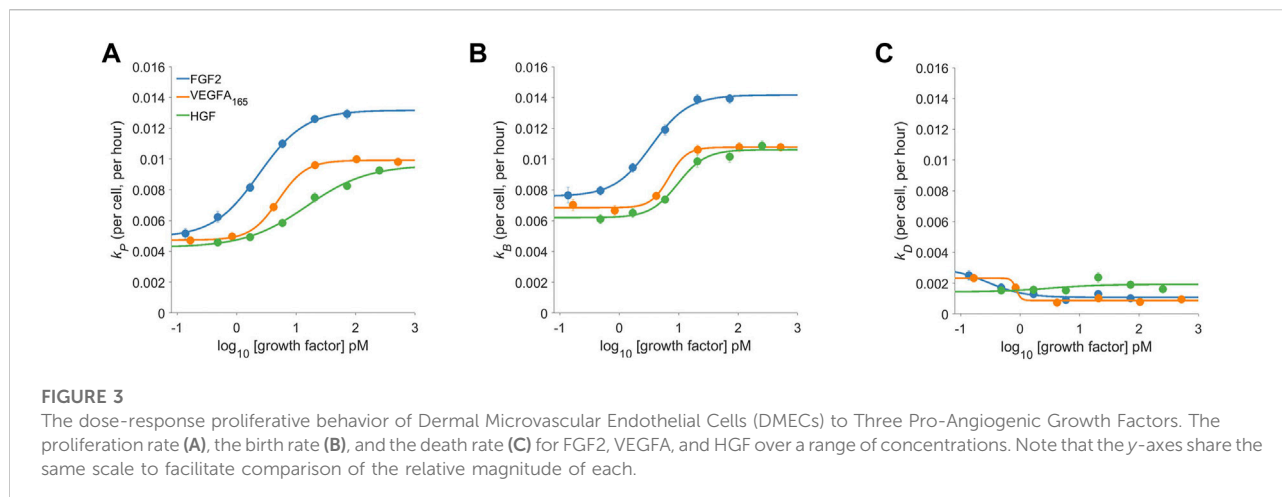 A
0.016
0.014
0.012
0.01
0.008
0.006
0.004
0.002
0
k_P (per cell, per hour)
FGF2
VEGFA₁₆₅
HGF
-1 0 1 2 3
log₁₀ [growth factor] pM
B
0.016
0.014
0.012
0.01
0.008
0.006
0.004
0.002
0
k_B (per cell, per hour)
-1 0 1 2 3
log₁₀ [growth factor] pM
C
0.016
0.014
0.012
0.01
0.008
0.006
0.004
0.002
0
k_D (per cell, per hour)
-1 0 1 2 3
log₁₀ [growth factor] pM
FIGURE 3
The dose-response proliferative behavior of Dermal Microvascular Endothelial Cells (DMECs) to Three Pro-Angiogenic Growth Factors. The
proliferation rate (A), the birth rate (B), and the death rate (C) for FGF2, VEGFA, and HGF over a range of concentrations. Note that the y-axes share the
same scale to facilitate comparison of the relative magnitude of each.